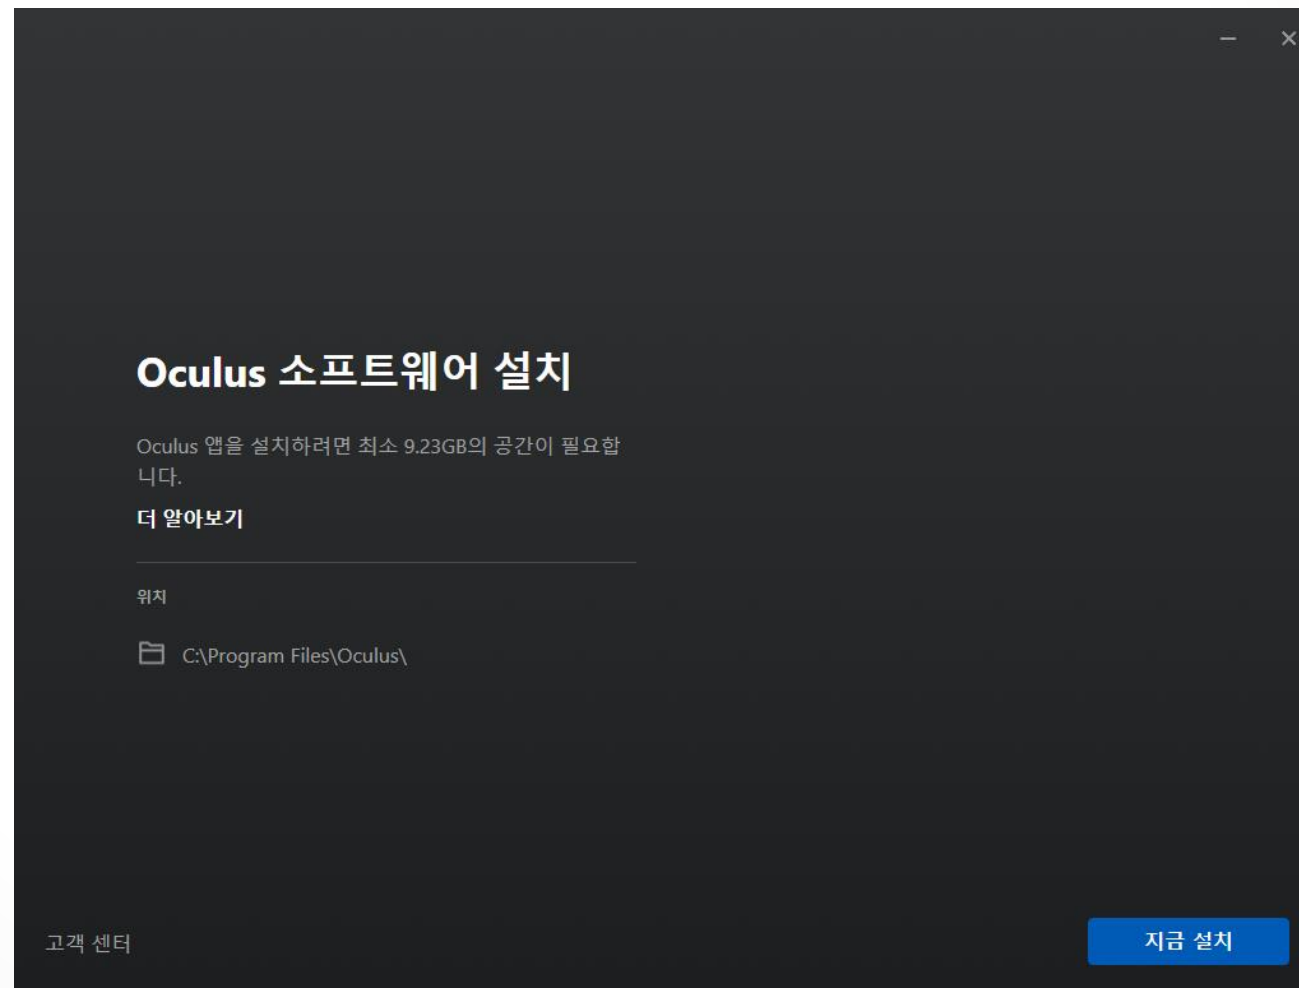 Oculus 소프트웨어 설치
Oculus 앱을 설치하려면 최소 9.23GB의 공간이 필요합
니다.
더 알아보기
위치
C:\Program Files\Oculus\
고객 센터
지금 설치